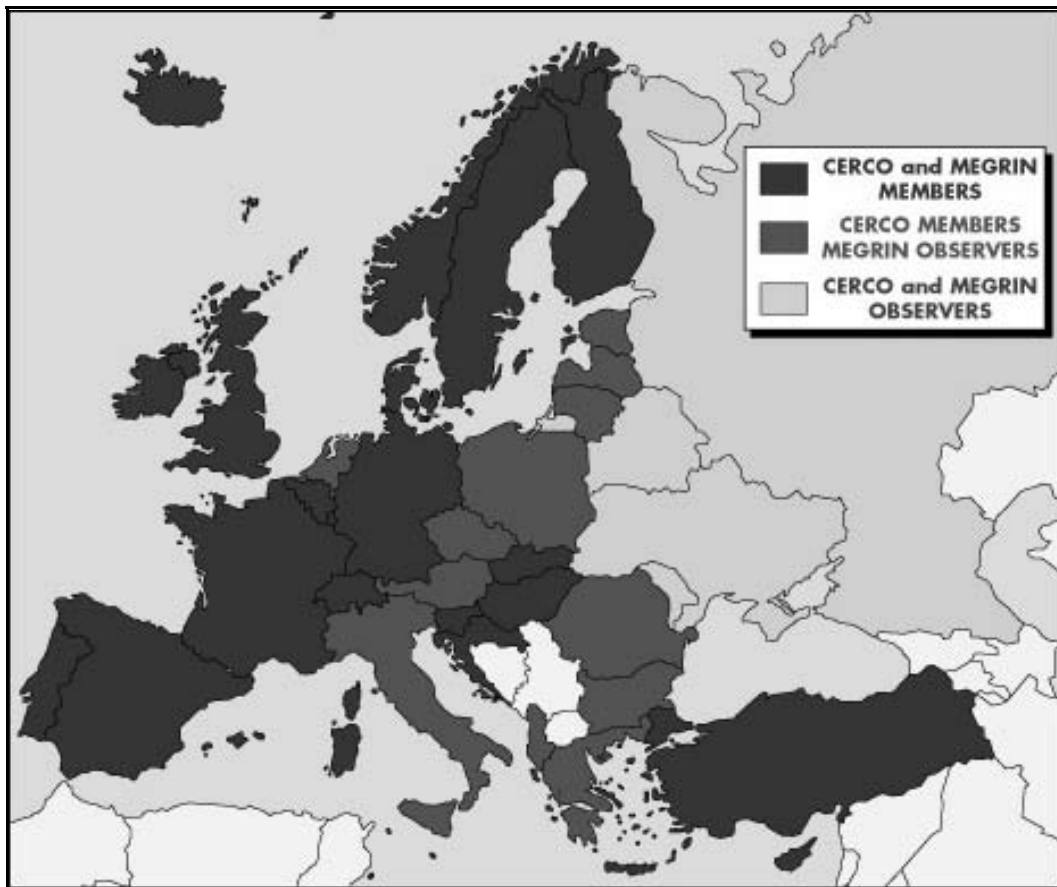 CERCO and MEGRIN
MEMBERS
CERCO MEMBERS
MEGRIN OBSERVERS
CERCO and MEGRIN
OBSERVERS